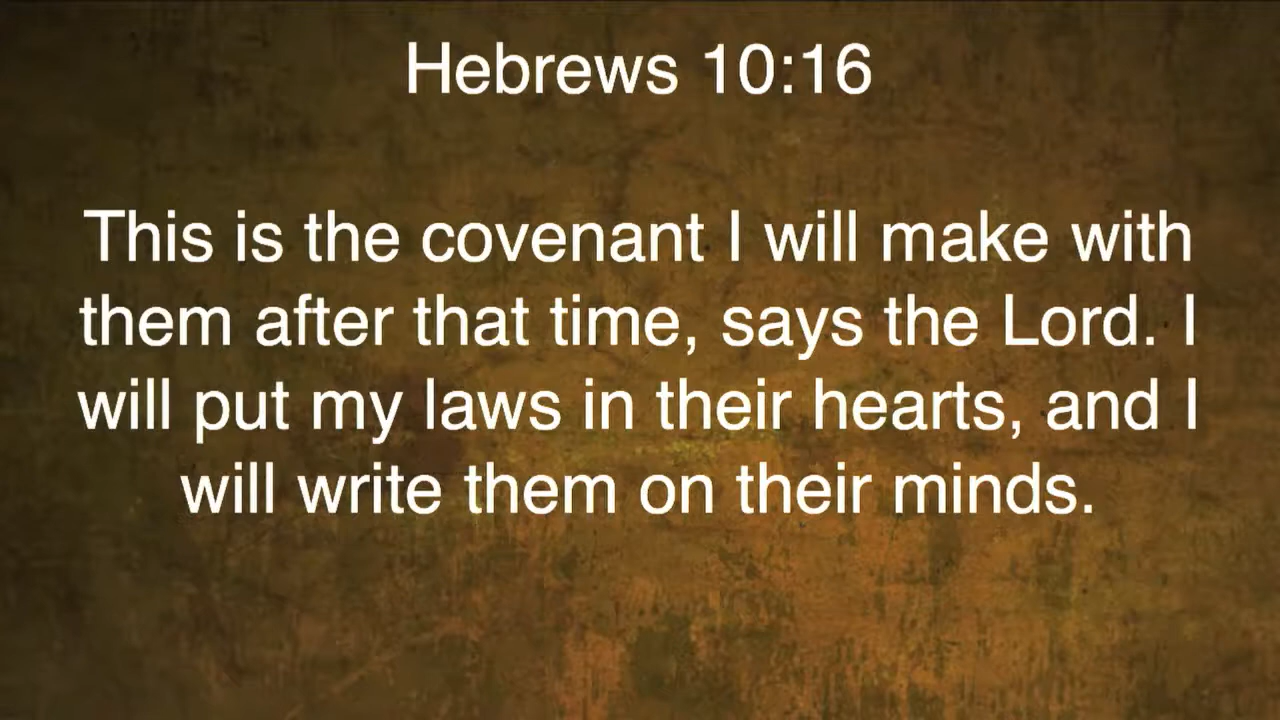 Hebrews 10:16
This is the covenant I will make with
them after that time, says the Lord. I
will put my laws in their hearts, and I
will write them on their minds.